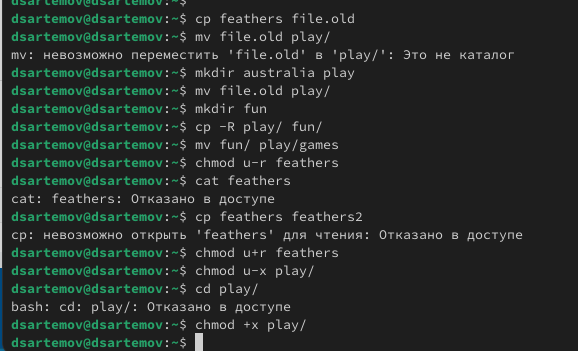 dsartemov@dsartemov:~$
dsartemov@dsartemov:~$ cp feathers file.old
dsartemov@dsartemov:~$ mv file.old play/
mv: невозможно переместить 'file.old' в 'play/': Это не каталог
dsartemov@dsartemov:~$ mkdir australia play
dsartemov@dsartemov:~$ mv file.old play/
dsartemov@dsartemov:~$ mkdir fun
dsartemov@dsartemov:~$ cp -R play/ fun/
dsartemov@dsartemov:~$ mv fun/ play/games
dsartemov@dsartemov:~$ chmod u-r feathers
dsartemov@dsartemov:~$ cat feathers
cat: feathers: Отказано в доступе
dsartemov@dsartemov:~$ cp feathers feathers2
cp: невозможно открыть 'feathers' для чтения: Отказано в доступе
dsartemov@dsartemov:~$ chmod u+r feathers
dsartemov@dsartemov:~$ chmod u-x play/
dsartemov@dsartemov:~$ cd play/
bash: cd: play/: Отказано в доступе
dsartemov@dsartemov:~$ chmod +x play/
dsartemov@dsartemov:~$